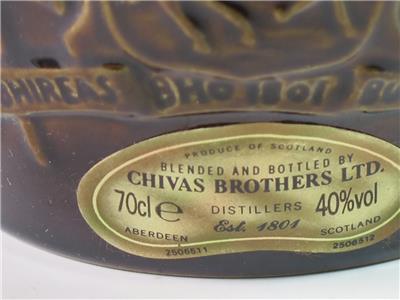 BHIREAS BHO 1801
PRODUCE OF SCOTLAND
BLENDED AND BOTTLED BY
CHIVAS BROTHERS LTD.
70cl e DISTILLERS 40%vol
ABERDEEN Est. 1801 SCOTLAND
2506511 2506512